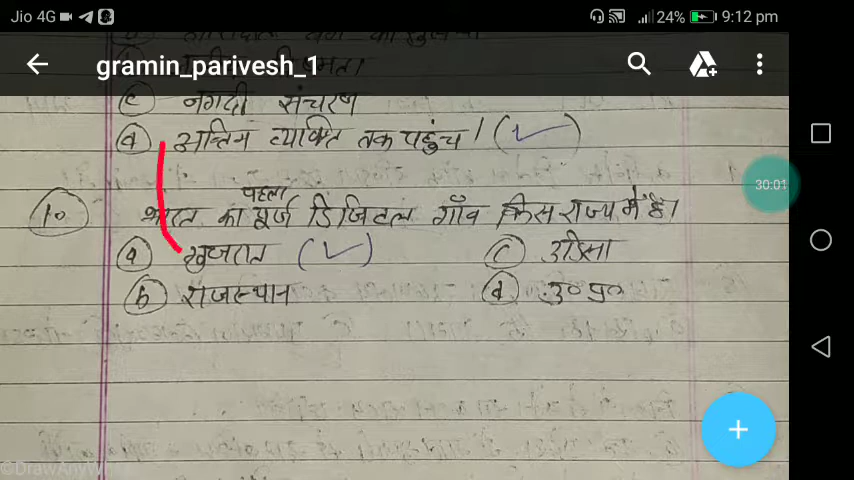 Jio 4G 24% 9:12 pm
gramin_parivesh_1
c नगदी संचरण
d अन्तिम व्यक्ति तक पहुंच।
30:01
पहला
10 भारत का पूर्ण डिजिटल गाँव किस राज्य में है।
a गुजरात c उडिसा
b राजस्थान d उ० प्र०
+
©DrawAnyW